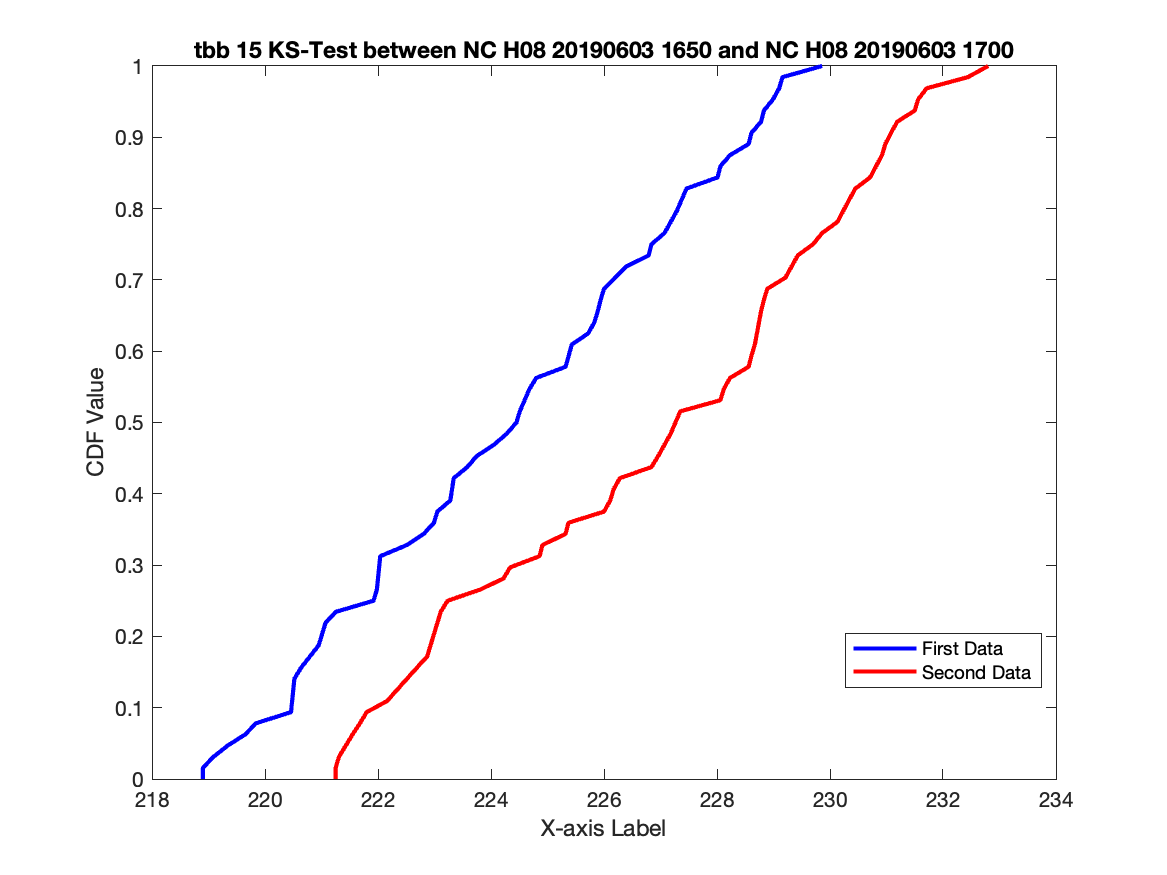 tbb 15 KS-Test between NC H08 20190603 1650 and NC H08 20190603 1700
1
0.9
0.8
0.7
0.6
0.5
0.4
0.3
0.2
0.1
0
CDF Value
First Data
Second Data
218 220 222 224 226 228 230 232 234
X-axis Label